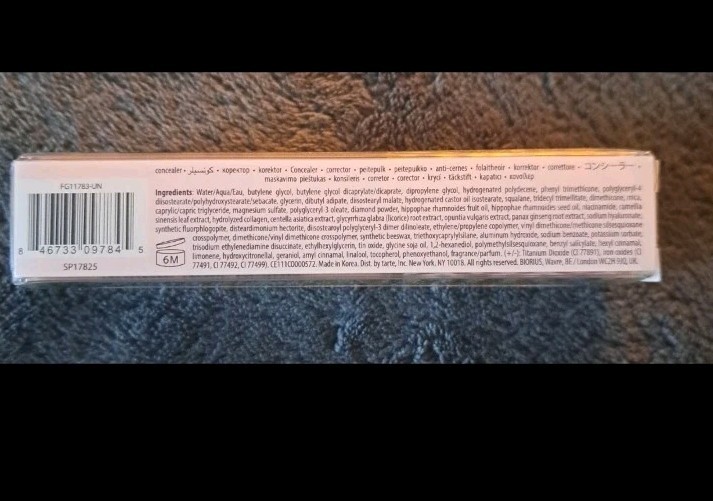 concealer • كونسيلر • коректор • korektor • Concealer • corrector • peitepuik • peitepuikko • anti-cernes • folaitheoir • korrektor • correttore • コンシーラー •
maskavimo pieštukas • konsīleris • corretor • corector • krycí • täckstift • kapatıcı • κονσίλερ
FG11783-UN
Ingredients: Water/Aqua/Eau, butylene glycol, butylene glycol dicaprylate/dicaprate, dipropylene glycol, hydrogenated polydecene, phenyl trimethicone, polyglyceryl-4
diisostearate/polyhydroxystearate/sebacate, glycerin, dibutyl adipate, diisostearyl malate, hydrogenated castor oil isostearate, squalane, tridecyl trimellitate, dimethicone, mica,
caprylic/capric triglyceride, magnesium sulfate, polyglyceryl-3 oleate, diamond powder, hippophae rhamnoides fruit oil, hippophae rhamnoides seed oil, niacinamide, camellia
sinensis leaf extract, hydrolyzed collagen, centella asiatica extract, glycyrrhiza glabra (licorice) root extract, opuntia vulgaris extract, panax ginseng root extract, sodium hyaluronate,
synthetic fluorphlogopite, disteardimonium hectorite, diisostearoyl polyglyceryl-3 dimer dilinoleate, ethylene/propylene copolymer, vinyl dimethicone/methicone silsesquioxane
crosspolymer, dimethicone/vinyl dimethicone crosspolymer, synthetic beeswax, triethoxycaprylylsilane, aluminum hydroxide, sodium benzoate, potassium sorbate,
trisodium ethylenediamine disuccinate, ethylhexylglycerin, tin oxide, glycine soja oil, 1,2-hexanediol, polymethylsilsesquioxane, benzyl salicylate, hexyl cinnamal,
limonene, hydroxycitronellal, geraniol, amyl cinnamal, linalool, tocopherol, phenoxyethanol, fragrance/parfum. (+/-): Titanium Dioxide (CI 77891), Iron oxides (CI
77491, CI 77492, CI 77499). CE111C0000572. Made in Korea. Dist. by tarte, Inc. New York, NY 10018. All rights reserved. BIORIUS, Wavre, BE / London WC2H 9JQ, UK.
6M
8 46733 09784 5
SP17825